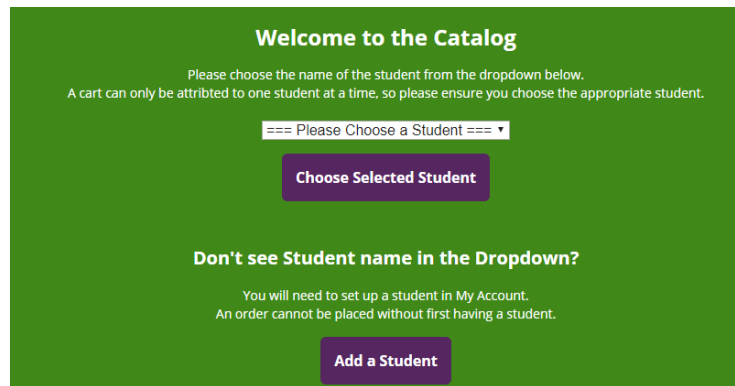 Welcome to the Catalog
Please choose the name of the student from the dropdown below.
A cart can only be attribted to one student at a time, so please ensure you choose the appropriate student.
=== Please Choose a Student ===
Choose Selected Student
Don't see Student name in the Dropdown?
You will need to set up a student in My Account.
An order cannot be placed without first having a student.
Add a Student